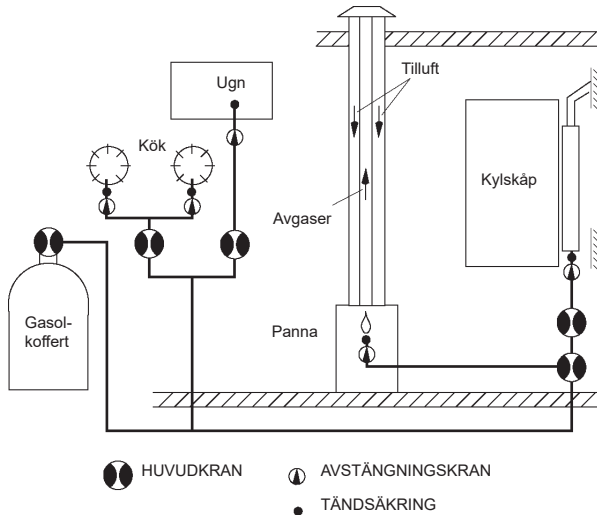 Ugn
Tilluft
Kök
Kylskåp
Avgaser
Gasol-
koffert
Panna
HUVUDKRAN
AVSTÄNGNINGSKRAN
TÄNDSÄKRING